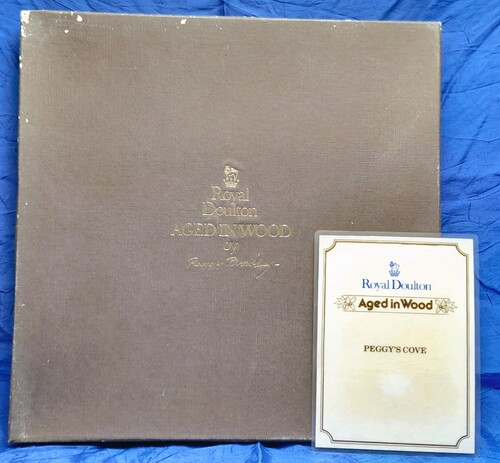 Royal
Doulton
AGED IN WOOD
by
Royal Doulton
Aged in Wood
PEGGY'S COVE